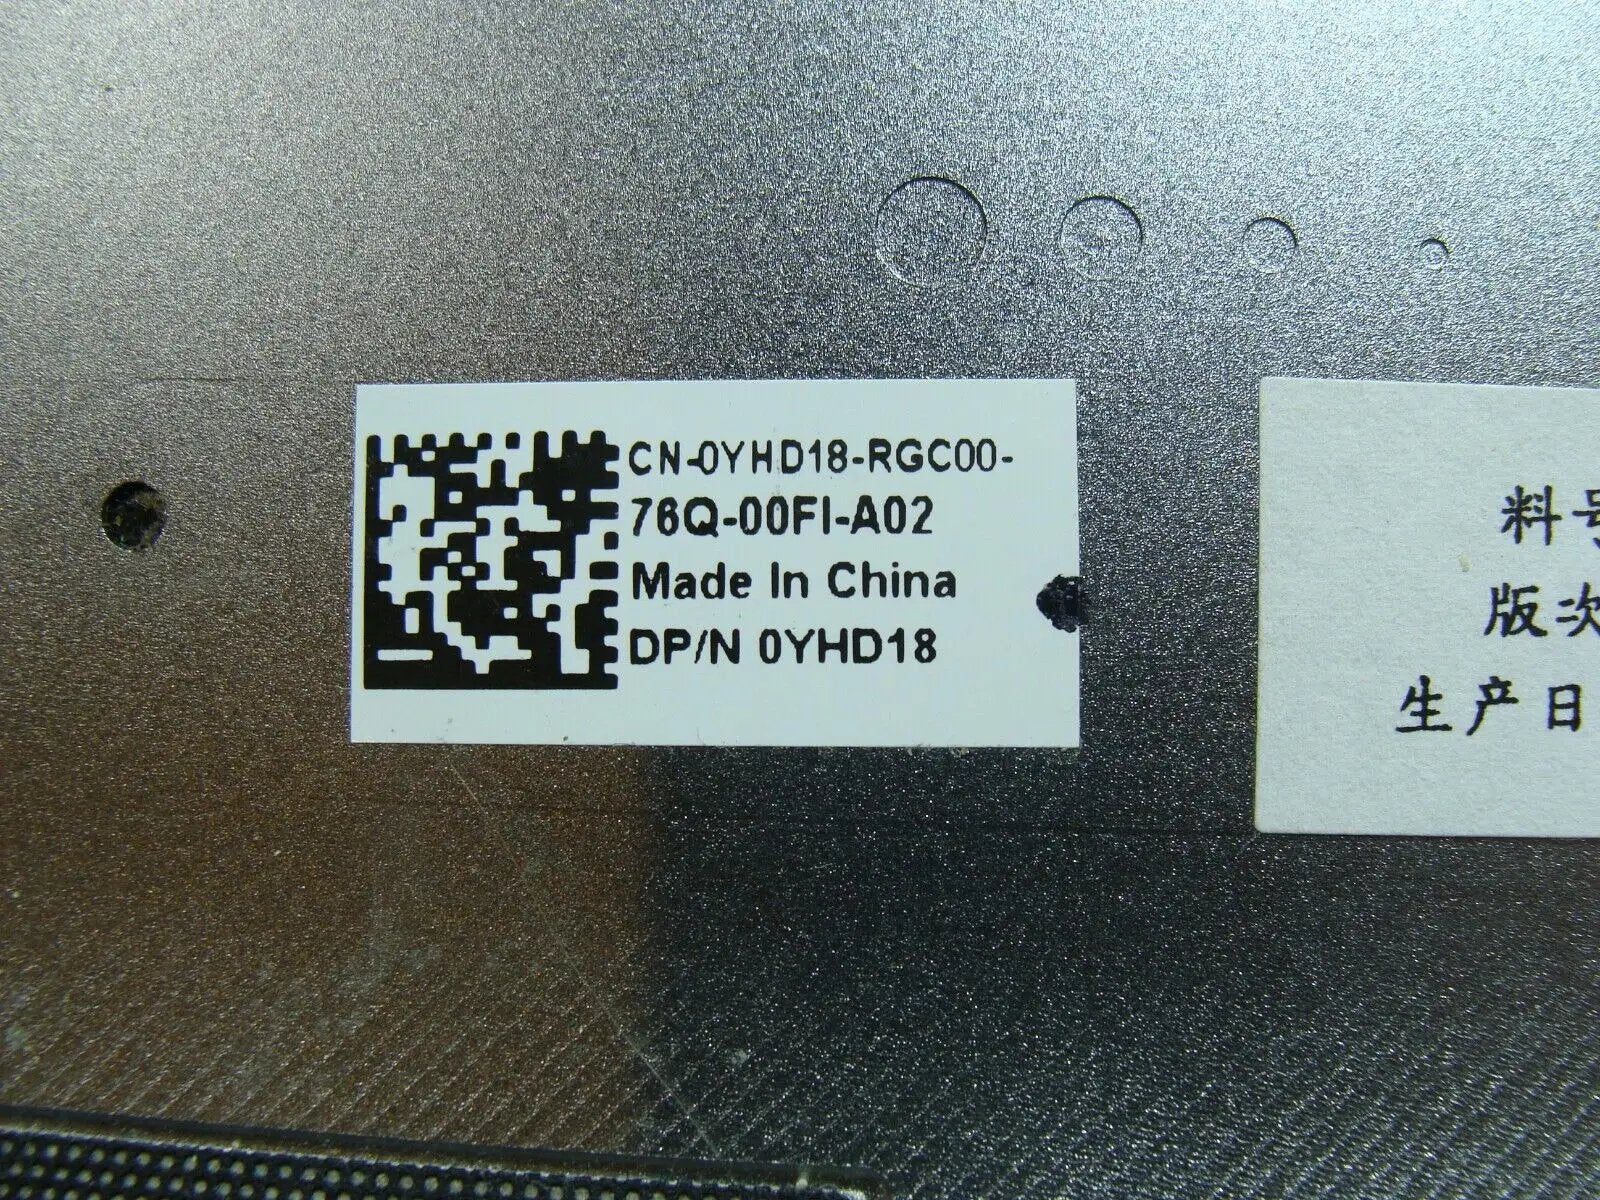 CN-0YHD18-RGC00-
76Q-00FI-A02
Made In China
DP/N 0YHD18
料号
版次
生产日